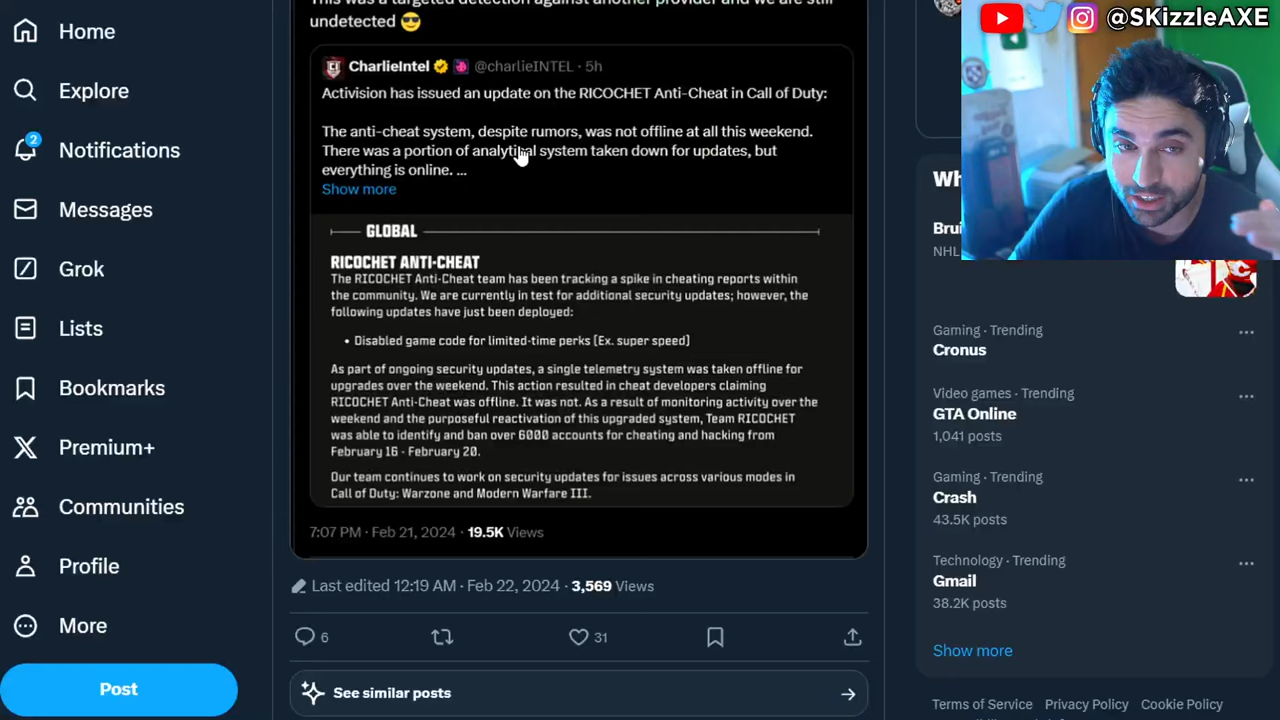 Home
Explore
2
Notifications
Messages
Grok
Lists
Bookmarks
Premium+
Communities
Profile
More
Post
This was a targeted detection against another provider and we are still
undetected 😎
CharlieIntel @charlieINTEL · 5h
Activision has issued an update on the RICOCHET Anti-Cheat in Call of Duty:
The anti-cheat system, despite rumors, was not offline at all this weekend.
There was a portion of analytical system taken down for updates, but
everything is online. ...
Show more
GLOBAL
RICOCHET ANTI-CHEAT
The RICOCHET Anti-Cheat team has been tracking a spike in cheating reports within
the community. We are currently in test for additional security updates; however, the
following updates have just been deployed:
• Disabled game code for limited-time perks [Ex. super speed]
As part of ongoing security updates, a single telemetry system was taken offline for
upgrades over the weekend. This action resulted in cheat developers claiming
RICOCHET Anti-Cheat was offline. It was not. As a result of monitoring activity over the
weekend and the purposeful reactivation of this upgraded system, Team RICOCHET
was able to identify and ban over 6000 accounts for cheating and hacking from
February 16 - February 20.
Our team continues to work on security updates for issues across various modes in
Call of Duty: Warzone and Modern Warfare III.
7:07 PM · Feb 21, 2024 · 19.5K Views
Last edited 12:19 AM · Feb 22, 2024 · 3,569 Views
6
31
See similar posts
@SKizzleAXE
Wh
Brui
NHL
Gaming · Trending
Cronus
Video games · Trending
GTA Online
1,041 posts
Gaming · Trending
Crash
43.5K posts
Technology · Trending
Gmail
38.2K posts
Show more
Terms of Service Privacy Policy Cookie Policy